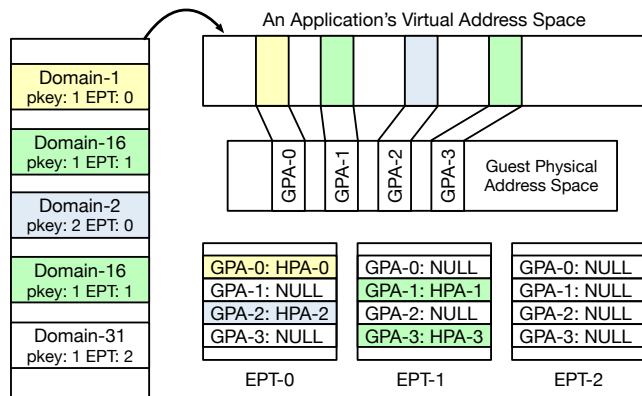 An Application's Virtual Address Space
Domain-1
pkey: 1 EPT: 0
Domain-16
pkey: 1 EPT: 1
Domain-2
pkey: 2 EPT: 0
Domain-16
pkey: 1 EPT: 1
Domain-31
pkey: 1 EPT: 2
GPA-0
GPA-1
GPA-2
GPA-3
Guest Physical
Address Space
GPA-0: HPA-0
GPA-1: NULL
GPA-2: HPA-2
GPA-3: NULL
EPT-0
GPA-0: NULL
GPA-1: HPA-1
GPA-2: NULL
GPA-3: HPA-3
EPT-1
GPA-0: NULL
GPA-1: NULL
GPA-2: NULL
GPA-3: NULL
EPT-2